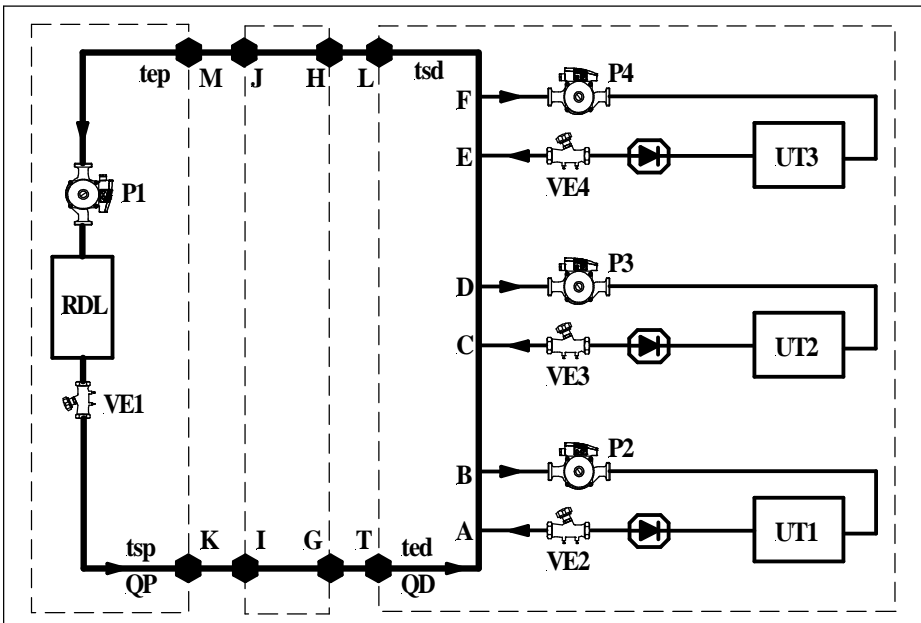 tep M J H L tsd
P4
F
E
VE4
UT3
P1
RDL
VE1
P3
D
C
VE3
UT2
P2
B
A
VE2
UT1
tsp K I G T ted
QP QD